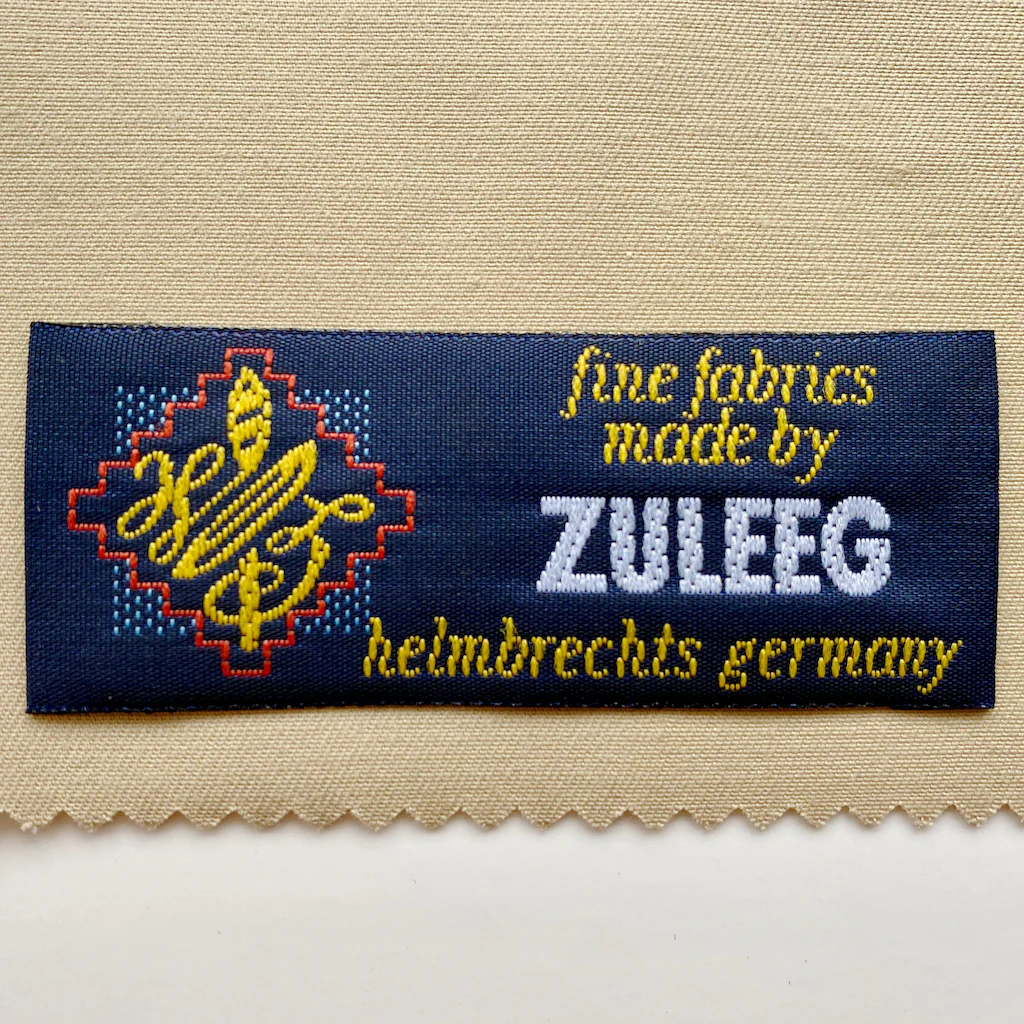 fine fabrics
made by
ZULEEG
helmbrechts germany